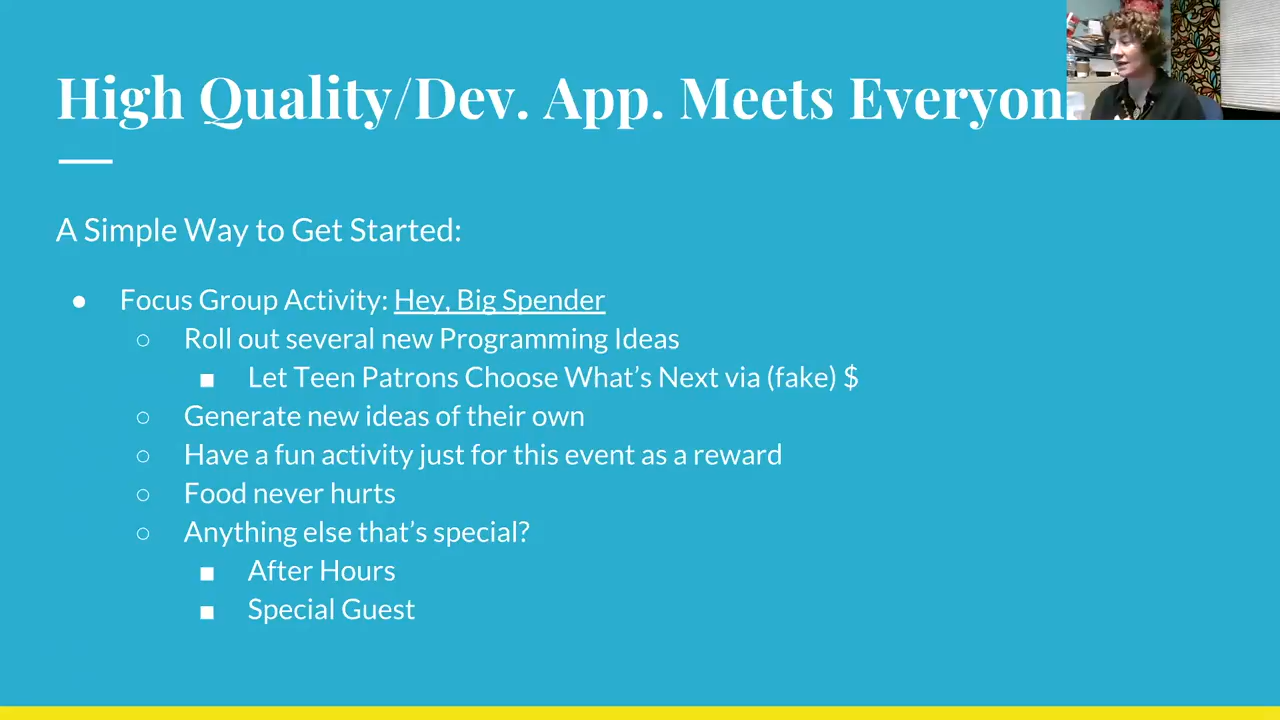 High Quality/Dev. App. Meets Everyon
A Simple Way to Get Started:
● Focus Group Activity: Hey, Big Spender
○ Roll out several new Programming Ideas
■ Let Teen Patrons Choose What’s Next via (fake) $
○ Generate new ideas of their own
○ Have a fun activity just for this event as a reward
○ Food never hurts
○ Anything else that’s special?
■ After Hours
■ Special Guest